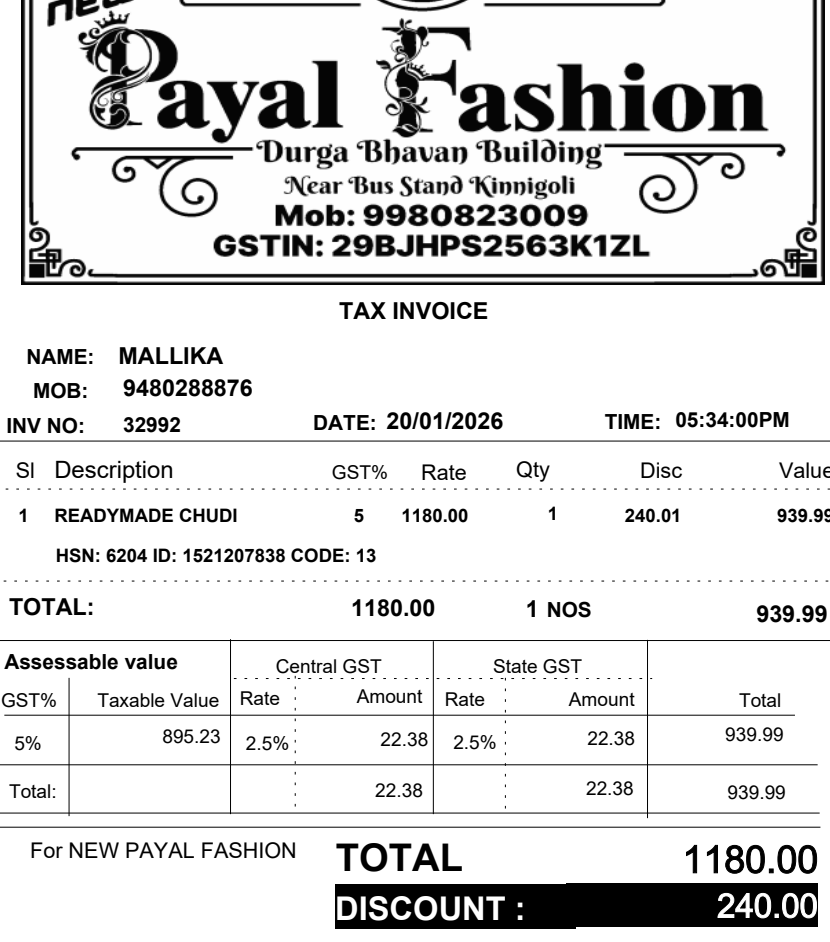 new
Payal Fashion
Durga Bhavan Building
Near Bus Stand Kinnigoli
Mob: 9980823009
GSTIN: 29BJHPS2563K1ZL
TAX INVOICE
NAME: MALLIKA
MOB: 9480288876
INV NO: 32992 DATE: 20/01/2026 TIME: 05:34:00PM
Sl Description GST% Rate Qty Disc Value
1 READYMADE CHUDI 5 1180.00 1 240.01 939.99
HSN: 6204 ID: 1521207838 CODE: 13
TOTAL: 1180.00 1 NOS 939.99
Assessable value Central GST State GST
GST% Taxable Value Rate Amount Rate Amount Total
5% 895.23 2.5% 22.38 2.5% 22.38 939.99
Total: 22.38 22.38 939.99
For NEW PAYAL FASHION TOTAL 1180.00
DISCOUNT : 240.00